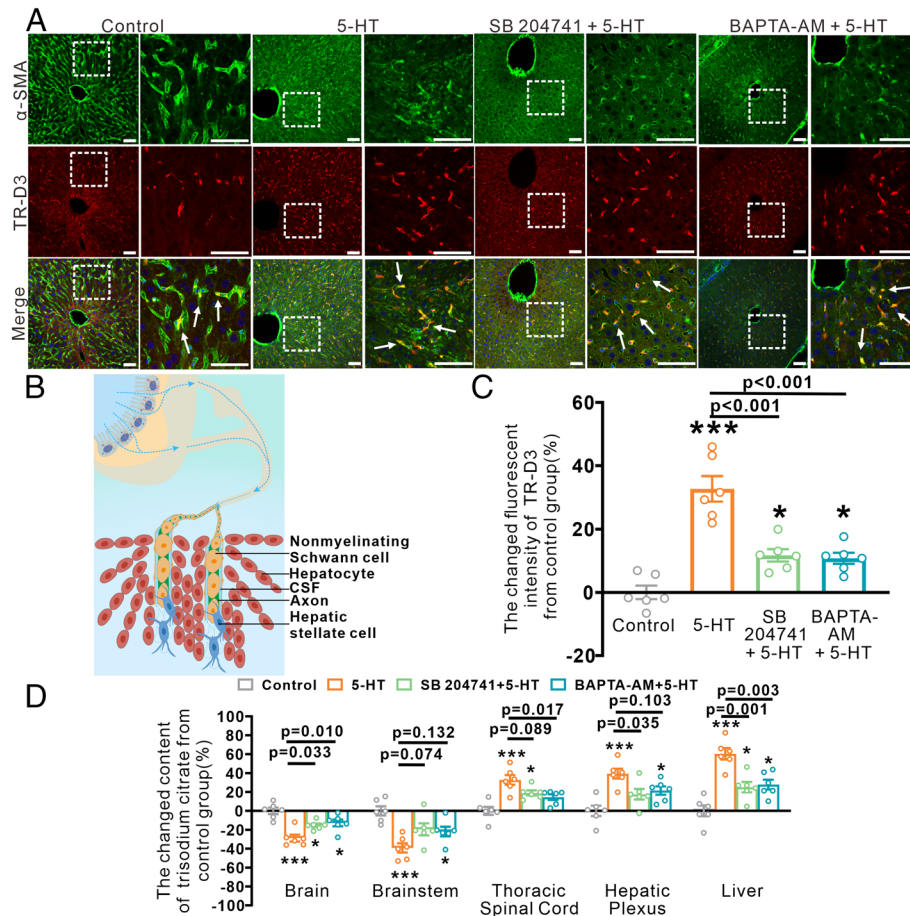 A
Control
5-HT
SB 204741 + 5-HT
BAPTA-AM + 5-HT
α-SMA
TR-D3
Merge
B
Nonmyelinating
Schwann cell
Hepatocyte
CSF
Axon
Hepatic
stellate cell
C
The changed fluorescent
intensity of TR-D3
from control group(%)
60
40
20
0
-20
p<0.001
p<0.001
***
*
*
Control
5-HT
SB
204741
+ 5-HT
BAPTA-
AM
+ 5-HT
D
Control
5-HT
SB 204741+5-HT
BAPTA-AM+5-HT
The changed content
of trisodium citrate from
control group(%)
100
80
60
40
20
0
-20
-40
-60
-80
-100
p=0.010
p=0.033
***
*
*
Brain
p=0.132
p=0.074
***
*
Brainstem
p=0.017
p=0.089
***
*
Thoracic
Spinal Cord
p=0.103
p=0.035
***
*
Hepatic
Plexus
p=0.003
p=0.001
***
*
*
Liver